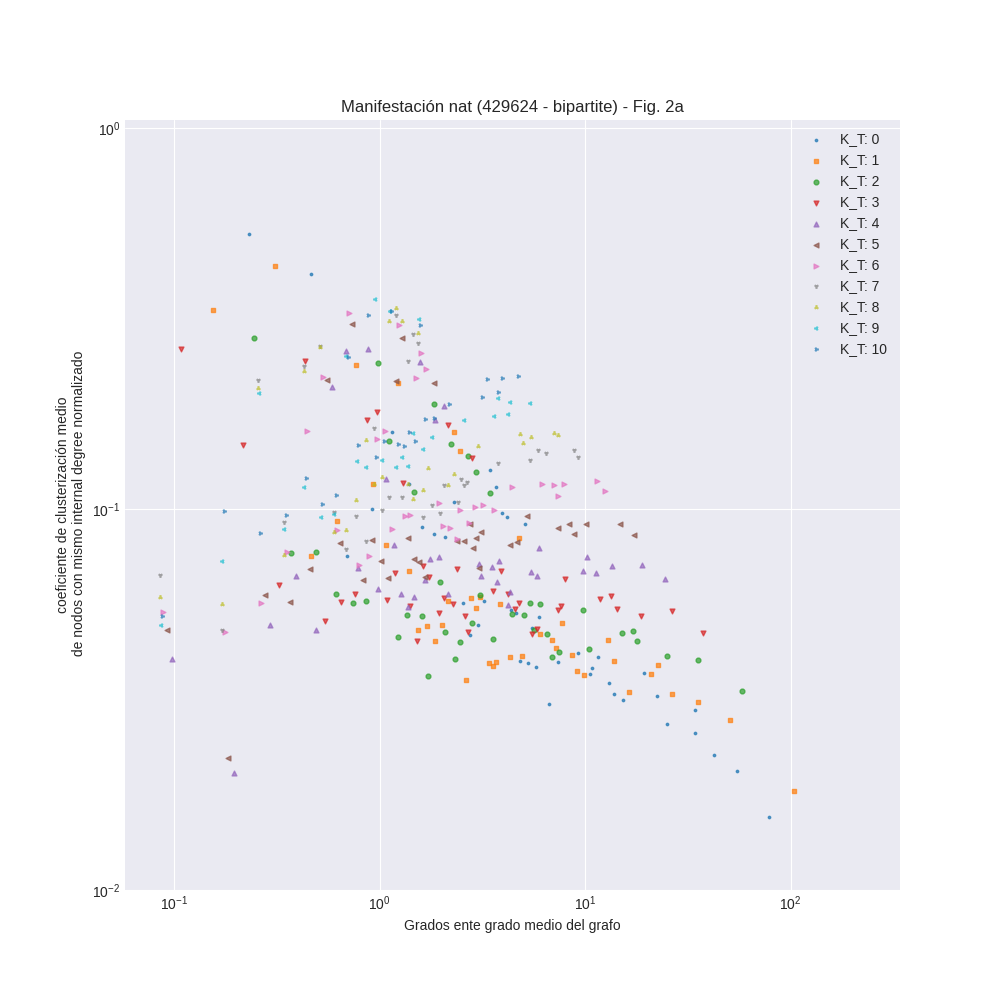 Manifestación nat (429624 - bipartite) - Fig. 2a
10⁰
10⁻¹
10⁻²
coeficiente de clusterización medio
de nodos con mismo internal degree normalizado
K_T: 0
K_T: 1
K_T: 2
K_T: 3
K_T: 4
K_T: 5
K_T: 6
K_T: 7
K_T: 8
K_T: 9
K_T: 10
10⁻¹ 10⁰ 10¹ 10²
Grados ente grado medio del grafo